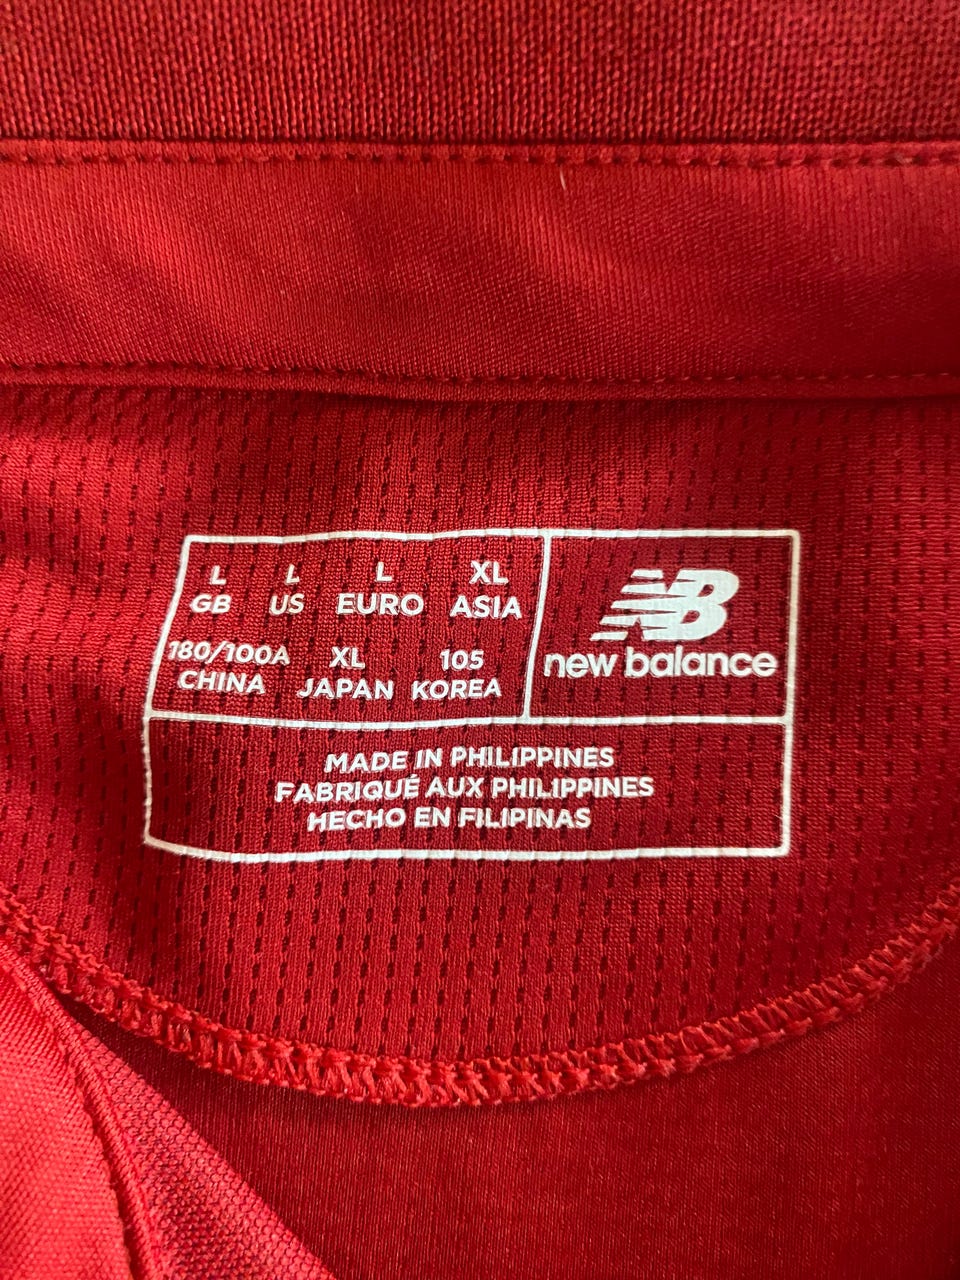 L L L XL
GB US EURO ASIA
180/100A XL 105
CHINA JAPAN KOREA
NB
new balance
MADE IN PHILIPPINES
FABRIQUÉ AUX PHILIPPINES
HECHO EN FILIPINAS